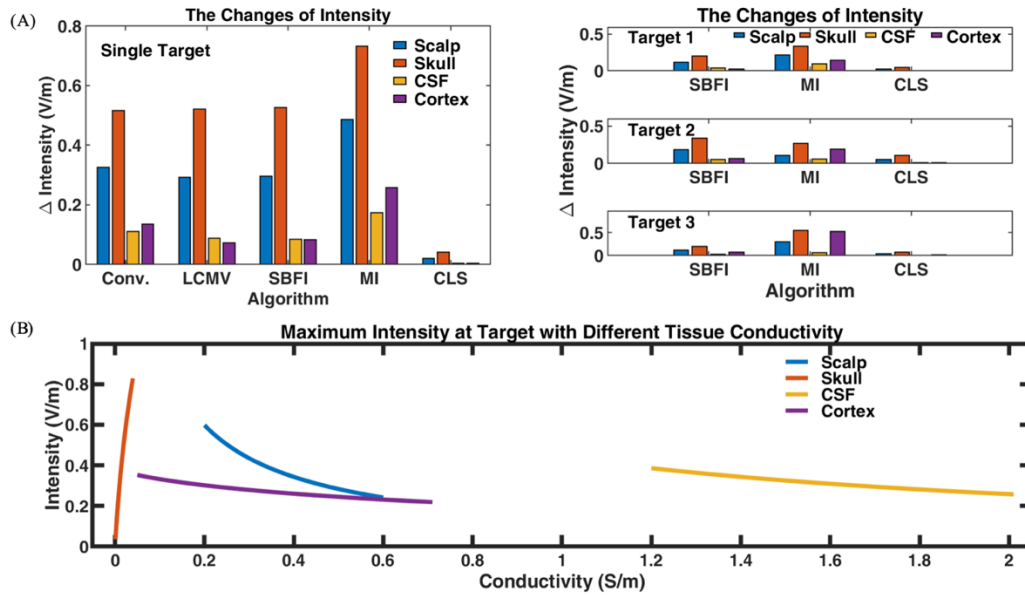 (A)
The Changes of Intensity
Single Target
Scalp
Skull
CSF
Cortex
△ Intensity (V/m)
0.8
0.6
0.4
0.2
0
Conv. LCMV SBFI MI CLS
Algorithm
The Changes of Intensity
Target 1
Scalp Skull CSF Cortex
0.5
0
SBFI MI CLS
Target 2
0.5
0
SBFI MI CLS
Target 3
0.5
0
SBFI MI CLS
△ Intensity (V/m)
Algorithm
(B)
Maximum Intensity at Target with Different Tissue Conductivity
Scalp
Skull
CSF
Cortex
Intensity (V/m)
1
0.8
0.6
0.4
0.2
0
0 0.2 0.4 0.6 0.8 1 1.2 1.4 1.6 1.8 2
Conductivity (S/m)